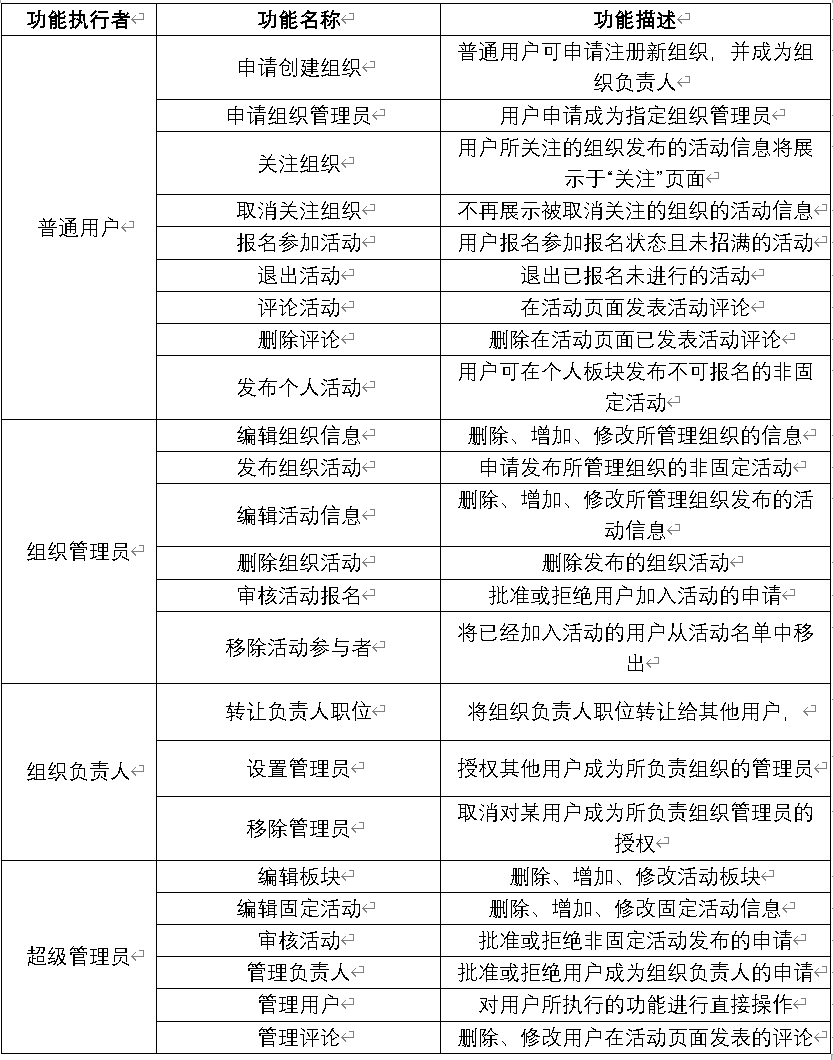 功能执行者 功能名称 功能描述
普通用户
申请创建组织
普通用户可申请注册新组织，并成为组
织负责人
申请组织管理员
用户申请成为指定组织管理员
关注组织
用户所关注的组织发布的活动信息将展
示于“关注”页面
取消关注组织
不再展示被取消关注的组织的活动信息
报名参加活动
用户报名参加报名状态且未招满的活动
退出活动
退出已报名未进行的活动
评论活动
在活动页面发表活动评论
删除评论
删除在活动页面已发表活动评论
发布个人活动
用户可在个人板块发布不可报名的非固
定活动
组织管理员
编辑组织信息
删除、增加、修改所管理组织的信息
发布组织活动
申请发布所管理组织的非固定活动
编辑活动信息
删除、增加、修改所管理组织发布的活
动信息
删除组织活动
删除发布的组织活动
审核活动报名
批准或拒绝用户加入活动的申请
移除活动参与者
将已经加入活动的用户从活动名单中移
出
组织负责人
转让负责人职位
将组织负责人职位转让给其他用户，
设置管理员
授权其他用户成为所负责组织的管理员
移除管理员
取消对某用户成为所负责组织管理员的
授权
超级管理员
编辑板块
删除、增加、修改活动板块
编辑固定活动
删除、增加、修改固定活动信息
审核活动
批准或拒绝非固定活动发布的申请
管理负责人
批准或拒绝用户成为组织负责人的申请
管理用户
对用户所执行的功能进行直接操作
管理评论
删除、修改用户在活动页面发表的评论